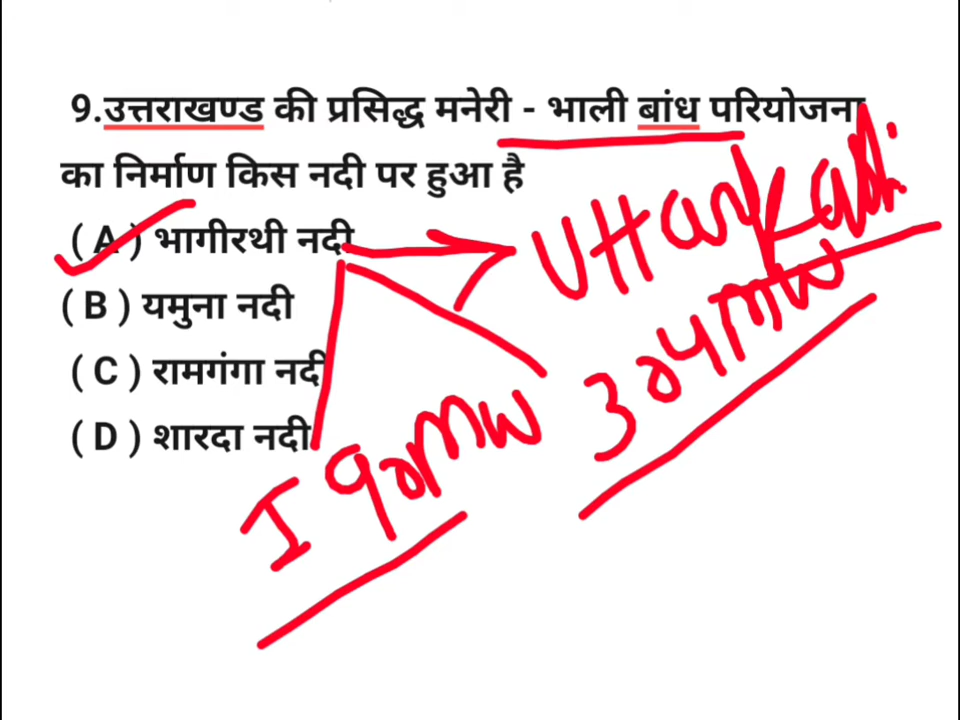 9.उत्तराखण्ड की प्रसिद्ध मनेरी - भाली बांध परियोजना
का निर्माण किस नदी पर हुआ है
( A ) भागीरथी नदी
( B ) यमुना नदी
( C ) रामगंगा नदी
( D ) शारदा नदी
Uttarkashi
304MW
I 90MW